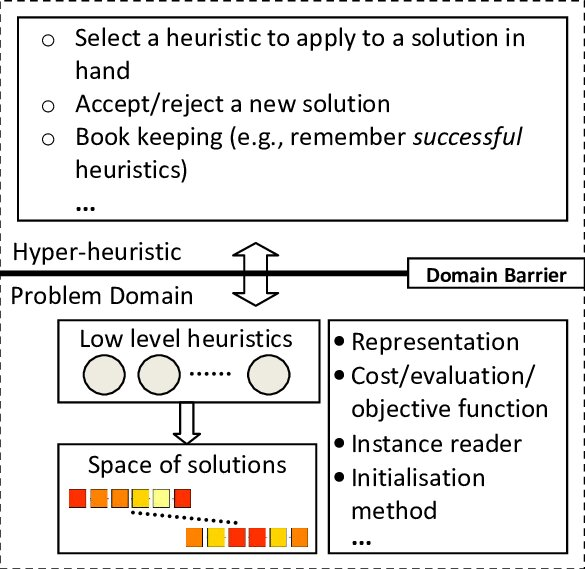 ○ Select a heuristic to apply to a solution in
hand
○ Accept/reject a new solution
○ Book keeping (e.g., remember successful
heuristics)
...
Hyper-heuristic
Domain Barrier
Problem Domain
Low level heuristics
......
Space of solutions
• Representation
• Cost/evaluation/
objective function
• Instance reader
• Initialisation
method
...